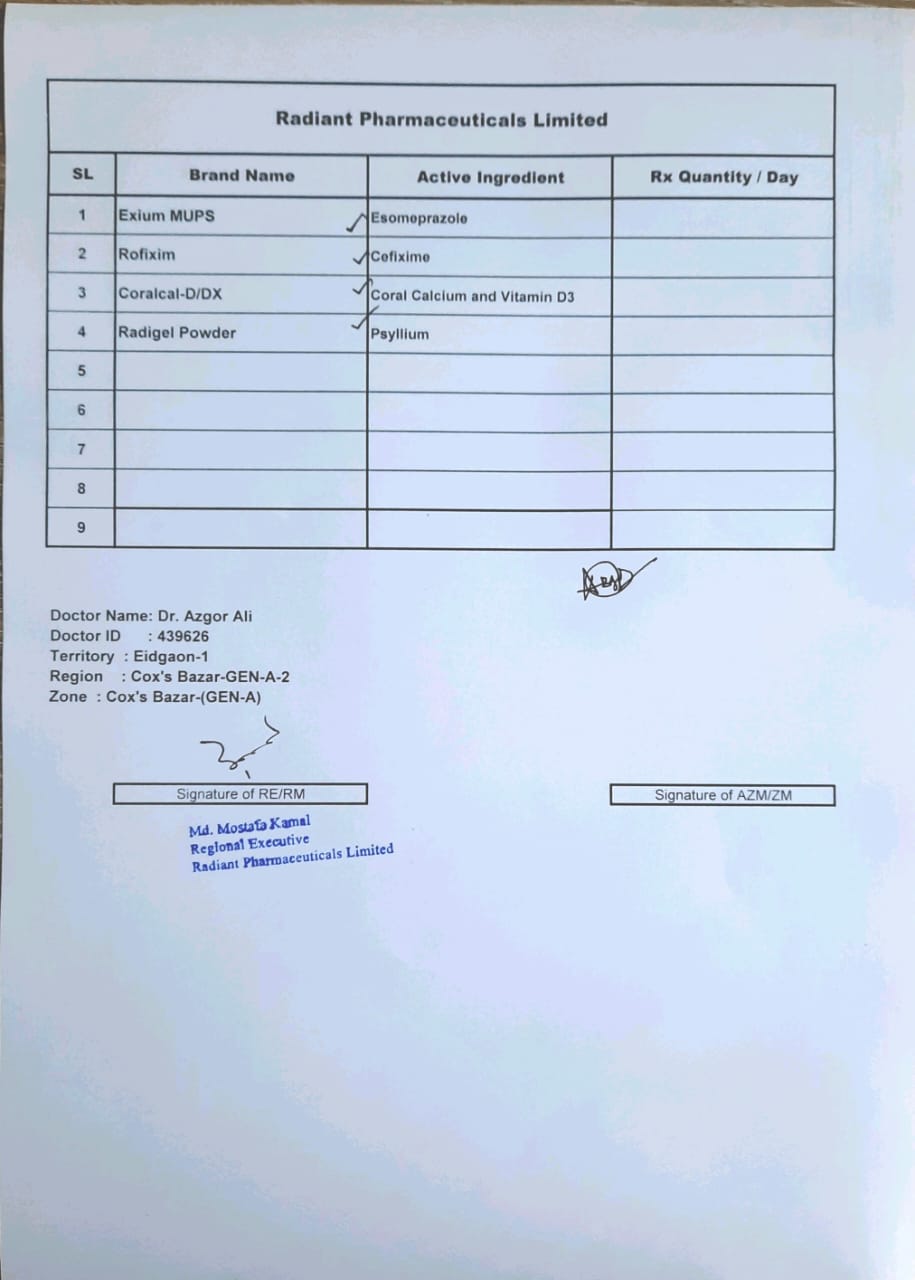 Radiant Pharmaceuticals Limited
SL Brand Name Active Ingredient Rx Quantity / Day
1 Exium MUPS Esomeprazole
2 Rofixim Cefixime
3 Coralcal-D/DX Coral Calcium and Vitamin D3
4 Radigel Powder Psyllium
5
6
7
8
9
Doctor Name: Dr. Azgor Ali
Doctor ID : 439626
Territory : Eidgaon-1
Region : Cox's Bazar-GEN-A-2
Zone : Cox's Bazar-(GEN-A)
Signature of RE/RM Signature of AZM/ZM
Md. Mostafa Kamal
Regional Executive
Radiant Pharmaceuticals Limited